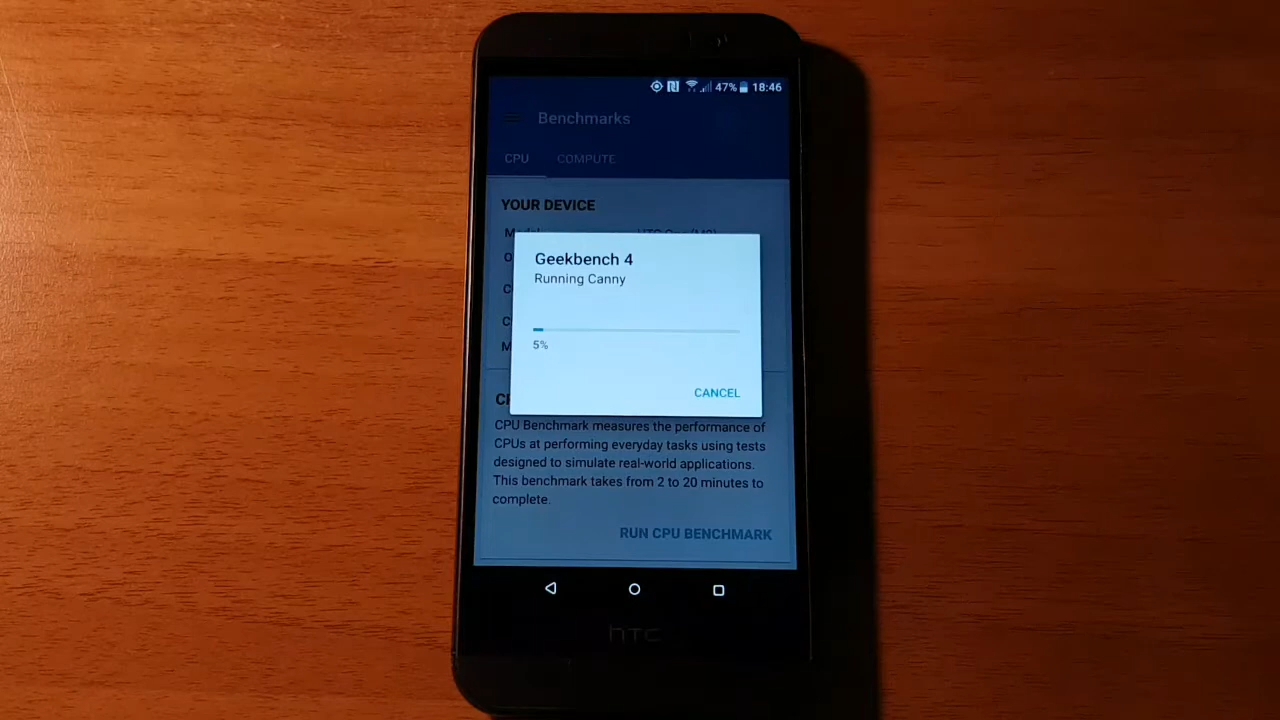 47% 18:46
Benchmarks
CPU COMPUTE
YOUR DEVICE
Geekbench 4
Running Canny
5%
CANCEL
CPU Benchmark measures the performance of
CPUs at performing everyday tasks using tests
designed to simulate real-world applications.
This benchmark takes from 2 to 20 minutes to
complete.
RUN CPU BENCHMARK
hTC